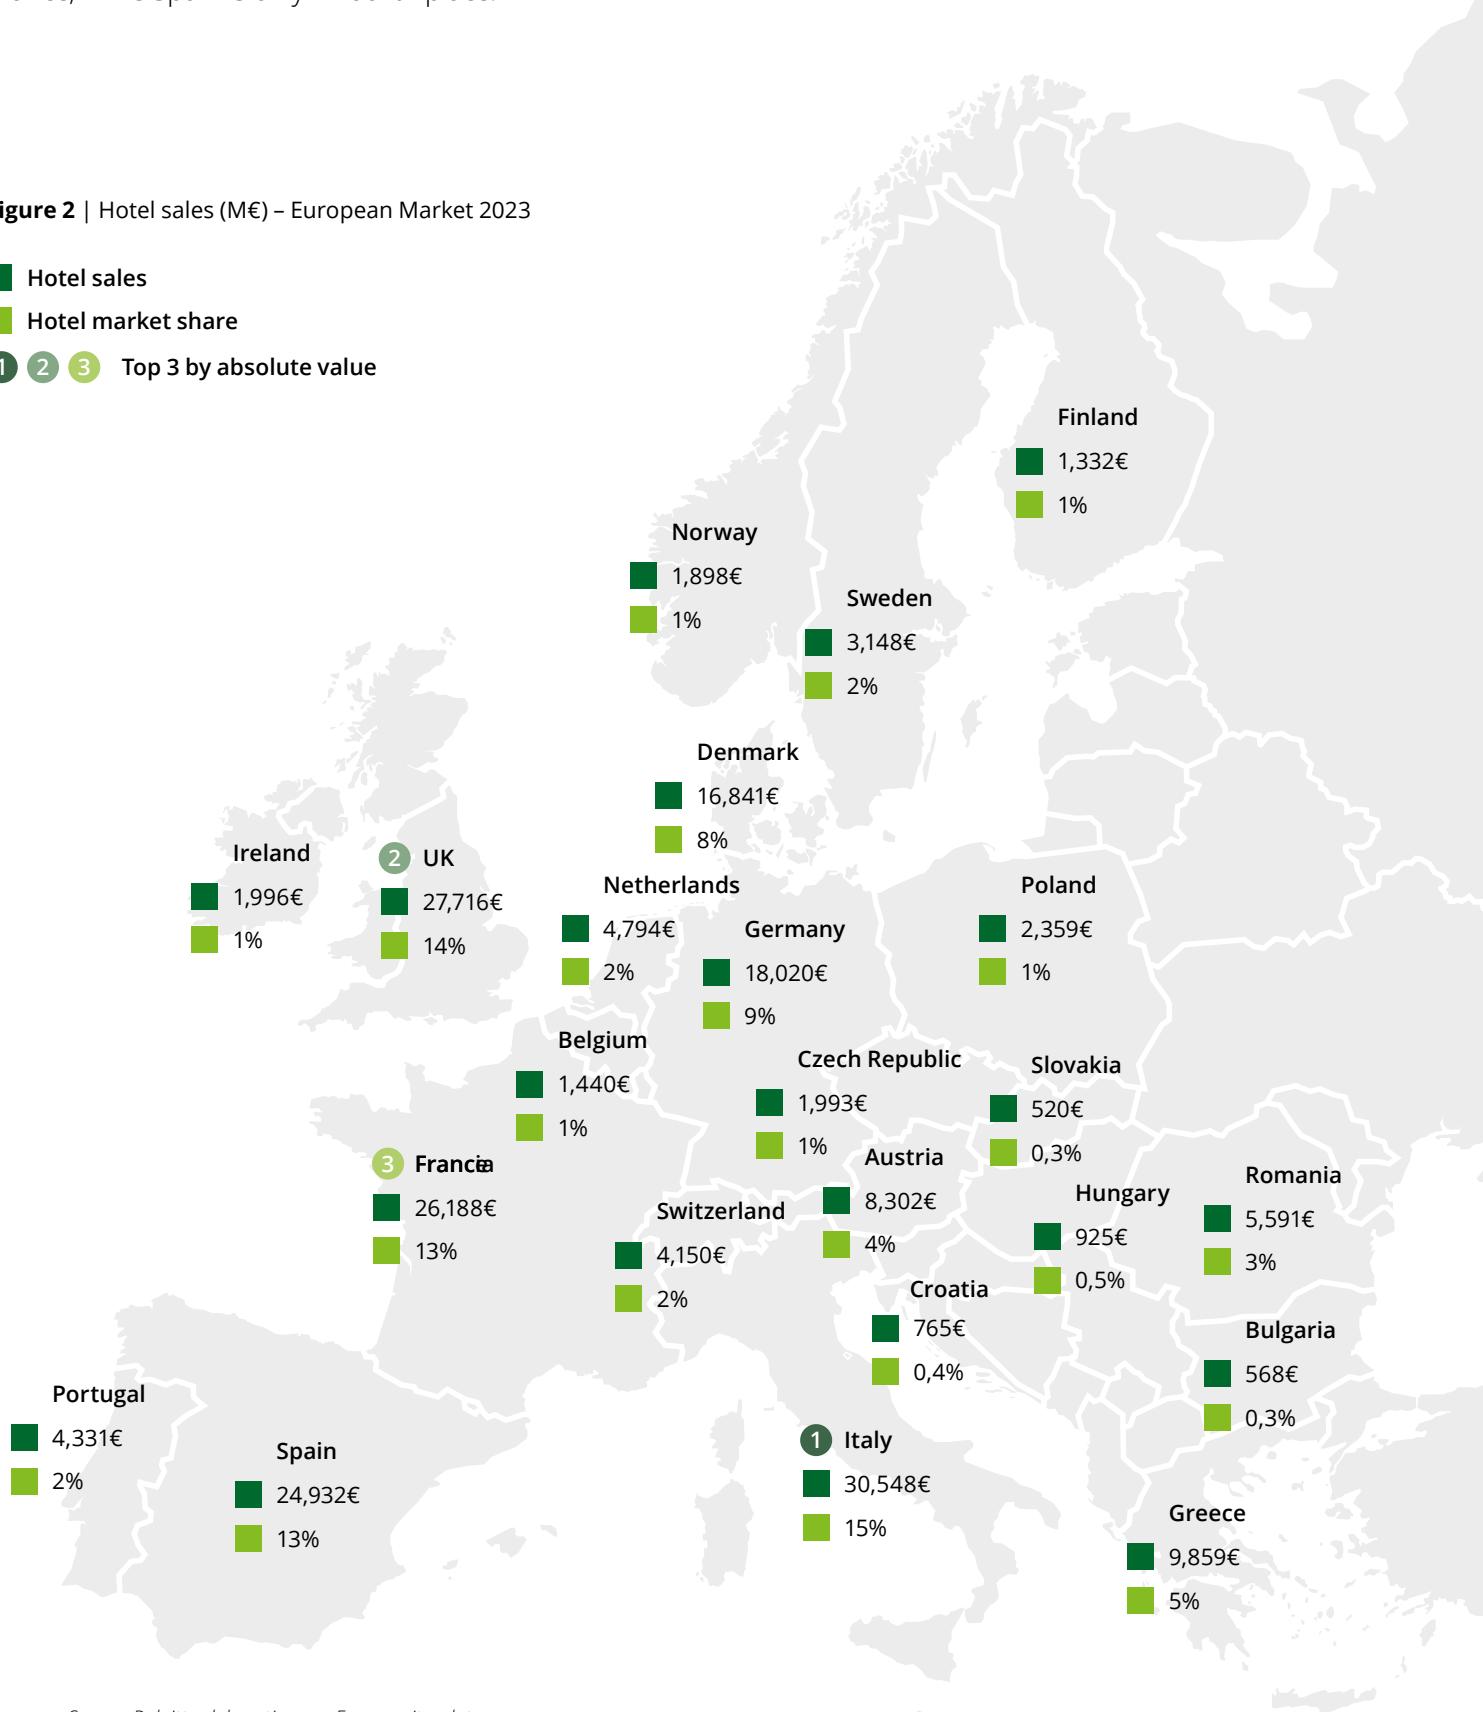 Figure 2 | Hotel sales (M€) – European Market 2023
Hotel sales
Hotel market share
1 2 3 Top 3 by absolute value
Finland
1,332€
1%
Norway
1,898€
1%
Sweden
3,148€
2%
Denmark
16,841€
8%
Ireland
1,996€
1%
2 UK
27,716€
14%
Netherlands
4,794€
2%
Germany
18,020€
9%
Poland
2,359€
1%
Belgium
1,440€
1%
Czech Republic
1,993€
1%
Slovakia
520€
0,3%
3 France
26,188€
13%
Austria
8,302€
4%
Switzerland
4,150€
2%
Hungary
925€
0,5%
Romania
5,591€
3%
Croatia
765€
0,4%
Bulgaria
568€
0,3%
Portugal
4,331€
2%
Spain
24,932€
13%
1 Italy
30,548€
15%
Greece
9,859€
5%